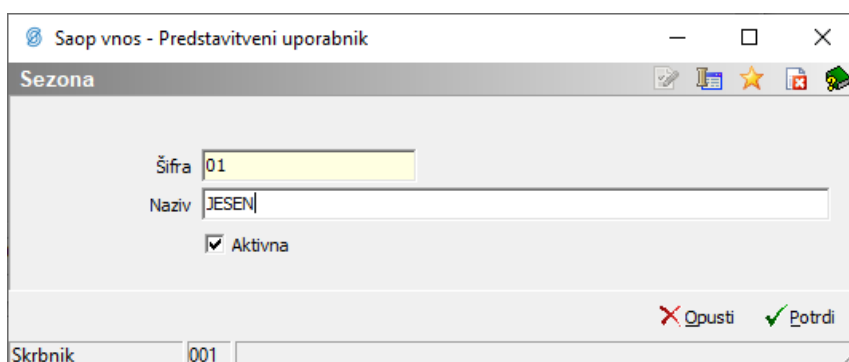 Saop vnos - Predstavitveni uporabnik
Sezona
Šifra 01
Naziv JESEN
Aktivna
Opusti Potrdi
Skrbnik 001